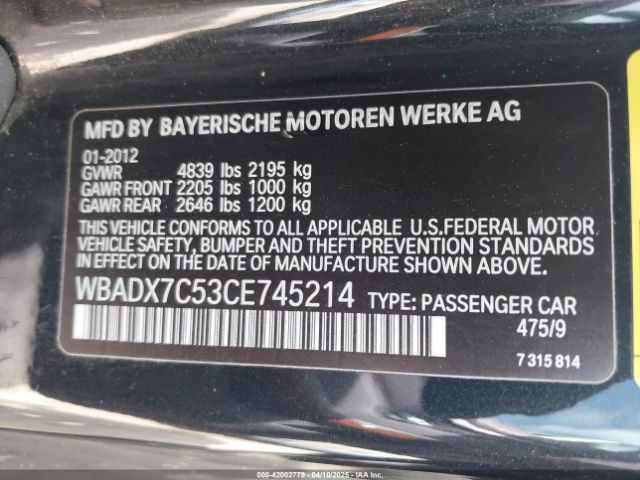 MFD BY BAYERISCHE MOTOREN WERKE AG
01-2012
GVWR 4839 lbs 2195 kg
GAWR FRONT 2205 lbs 1000 kg
GAWR REAR 2646 lbs 1200 kg
THIS VEHICLE CONFORMS TO ALL APPLICABLE U.S.FEDERAL MOTOR
VEHICLE SAFETY, BUMPER AND THEFT PREVENTION STANDARDS
IN EFFECT ON THE DATE OF MANUFACTURE SHOWN ABOVE.
WBADX7C53CE745214 TYPE: PASSENGER CAR
475/9
7 315 814
000-42002779 - 04/10/2025 - IAAI INC.